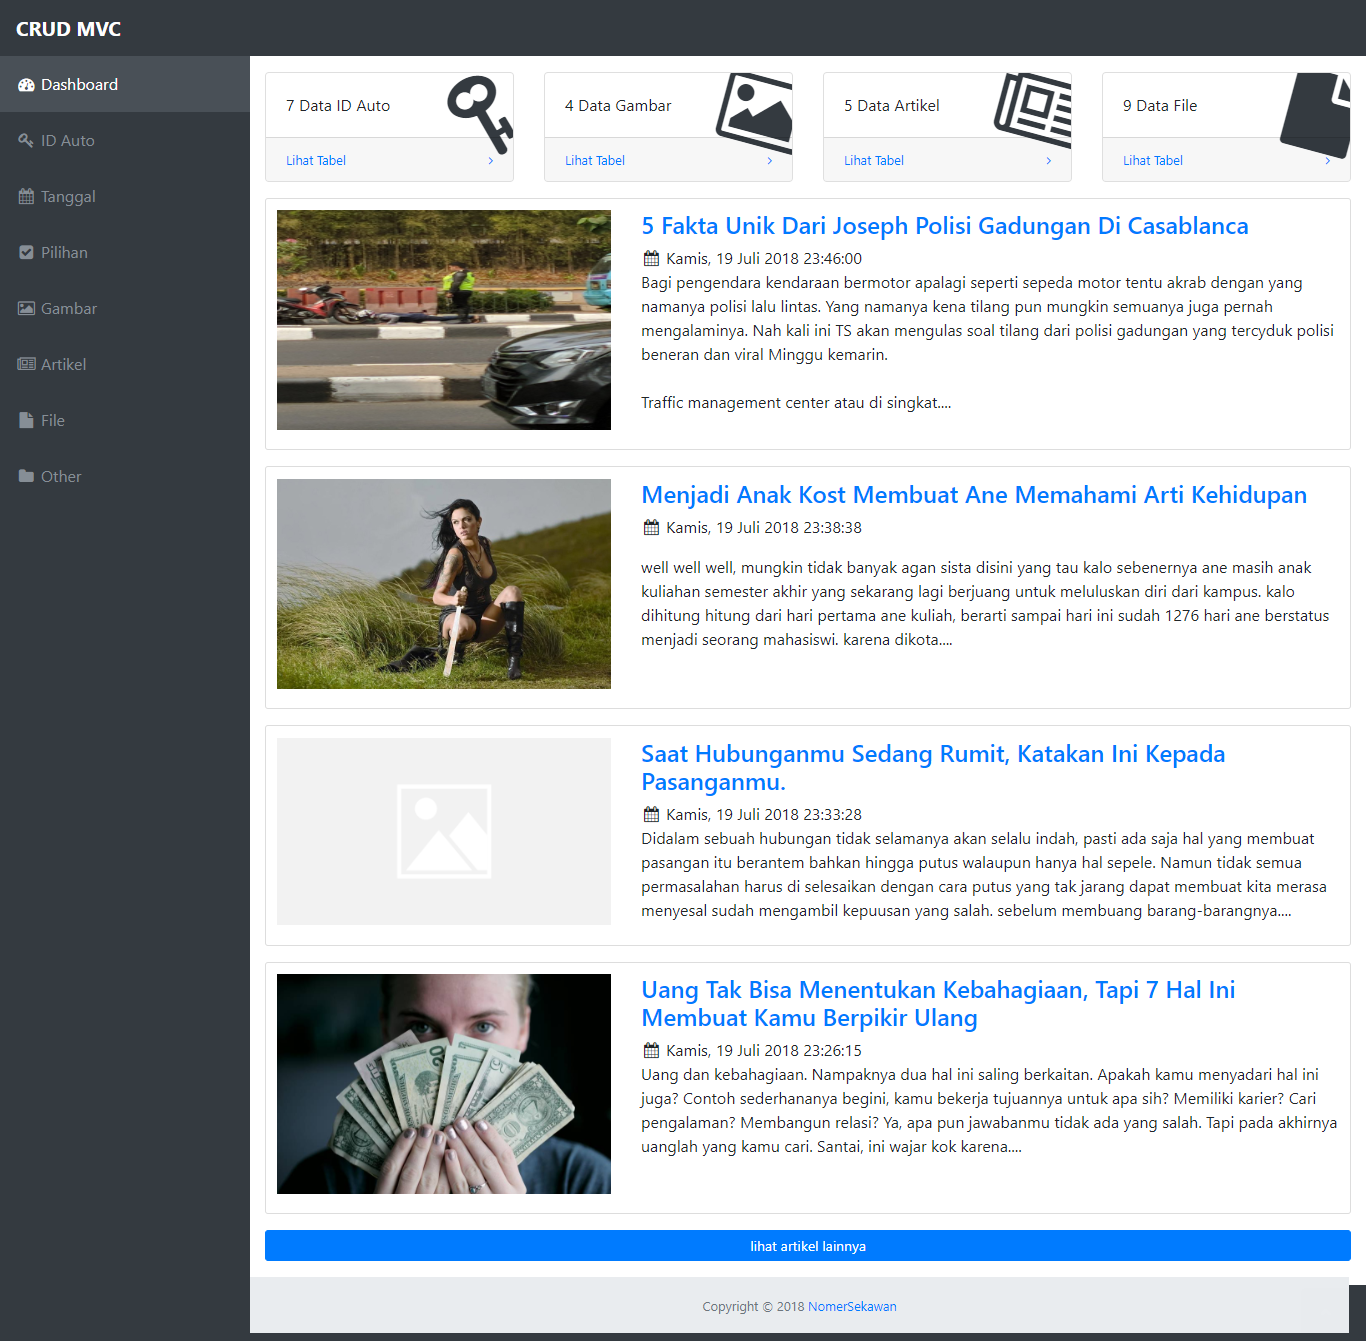 CRUD MVC
Dashboard
ID Auto
Tanggal
Pilihan
Gambar
Artikel
File
Other
7 Data ID Auto
Lihat Tabel
4 Data Gambar
Lihat Tabel
5 Data Artikel
Lihat Tabel
9 Data File
Lihat Tabel
5 Fakta Unik Dari Joseph Polisi Gadungan Di Casablanca
Kamis, 19 Juli 2018 23:46:00
Bagi pengendara kendaraan bermotor apalagi seperti sepeda motor tentu akrab dengan yang
namanya polisi lalu lintas. Yang namanya kena tilang pun mungkin semuanya juga pernah
mengalaminya. Nah kali ini TS akan mengulas soal tilang dari polisi gadungan yang tercyduk polisi
beneran dan viral Minggu kemarin.
Traffic management center atau di singkat....
Menjadi Anak Kost Membuat Ane Memahami Arti Kehidupan
Kamis, 19 Juli 2018 23:38:38
well well well, mungkin tidak banyak agan sista disini yang tau kalo sebenernya ane masih anak
kuliahan semester akhir yang sekarang lagi berjuang untuk meluluskan diri dari kampus. kalo
dihitung hitung dari hari pertama ane kuliah, berarti sampai hari ini sudah 1276 hari ane berstatus
menjadi seorang mahasiswi. karena dikota....
Saat Hubunganmu Sedang Rumit, Katakan Ini Kepada
Pasanganmu.
Kamis, 19 Juli 2018 23:33:28
Didalam sebuah hubungan tidak selamanya akan selalu indah, pasti ada saja hal yang membuat
pasangan itu berantem bahkan hingga putus walaupun hanya hal sepele. Namun tidak semua
permasalahan harus di selesaikan dengan cara putus yang tak jarang dapat membuat kita merasa
menyesal sudah mengambil kepuusan yang salah. sebelum membuang barang-barangnya....
Uang Tak Bisa Menentukan Kebahagiaan, Tapi 7 Hal Ini
Membuat Kamu Berpikir Ulang
Kamis, 19 Juli 2018 23:26:15
Uang dan kebahagiaan. Nampaknya dua hal ini saling berkaitan. Apakah kamu menyadari hal ini
juga? Contoh sederhananya begini, kamu bekerja tujuannya untuk apa sih? Memiliki karier? Cari
pengalaman? Membangun relasi? Ya, apa pun jawabanmu tidak ada yang salah. Tapi pada akhirnya
uanglah yang kamu cari. Santai, ini wajar kok karena....
lihat artikel lainnya
Copyright © 2018 NomerSekawan